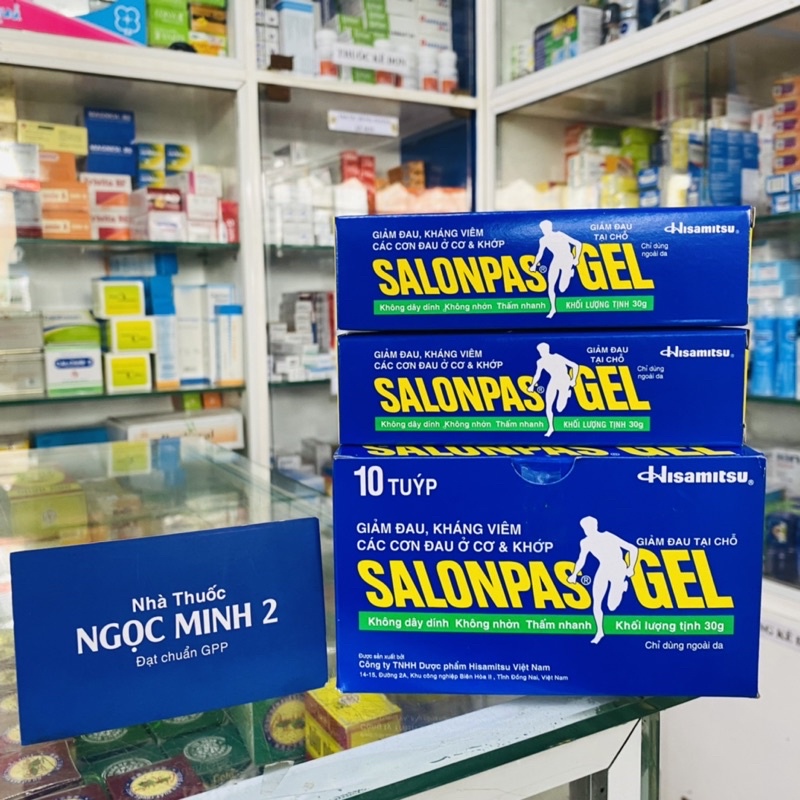 THUỐC KÊ ĐƠN
GIẢM ĐAU, KHÁNG VIÊM
CÁC CƠN ĐAU Ở CƠ & KHỚP
GIẢM ĐAU
TẠI CHỖ
Hisamitsu®
Chỉ dùng
ngoài da
SALONPAS® GEL
Không dây dính Không nhờn Thấm nhanh KHỐI LƯỢNG TỊNH 30g
GIẢM ĐAU, KHÁNG VIÊM
CÁC CƠN ĐAU Ở CƠ & KHỚP
GIẢM ĐAU
TẠI CHỖ
Hisamitsu®
Chỉ dùng
ngoài da
SALONPAS® GEL
Không dây dính Không nhờn Thấm nhanh KHỐI LƯỢNG TỊNH 30g
SALONPAS® GEL
10 TUÝP
Hisamitsu®
GIẢM ĐAU, KHÁNG VIÊM
CÁC CƠN ĐAU Ở CƠ & KHỚP
GIẢM ĐAU TẠI CHỖ
SALONPAS® GEL
Không dây dính Không nhờn Thấm nhanh Khối lượng tịnh 30g
Chỉ dùng ngoài da
Được sản xuất bởi
Công ty TNHH Dược phẩm Hisamitsu Việt Nam
14-15, Đường 2A, Khu công nghiệp Biên Hòa II, Tỉnh Đồng Nai, Việt Nam
Nhà Thuốc
NGỌC MINH 2
Đạt chuẩn GPP